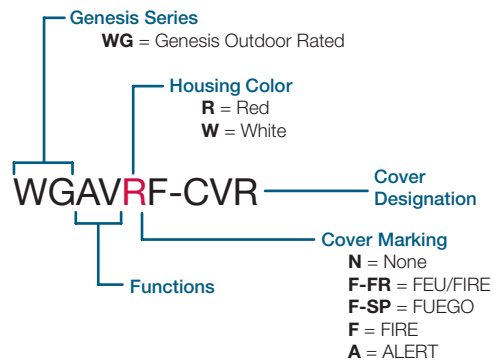 Genesis Series
WG = Genesis Outdoor Rated
Housing Color
R = Red
W = White
WGAVRF-CVR
Cover
Designation
Cover Marking
N = None
F-FR = FEU/FIRE
F-SP = FUEGO
F = FIRE
A = ALERT
Functions